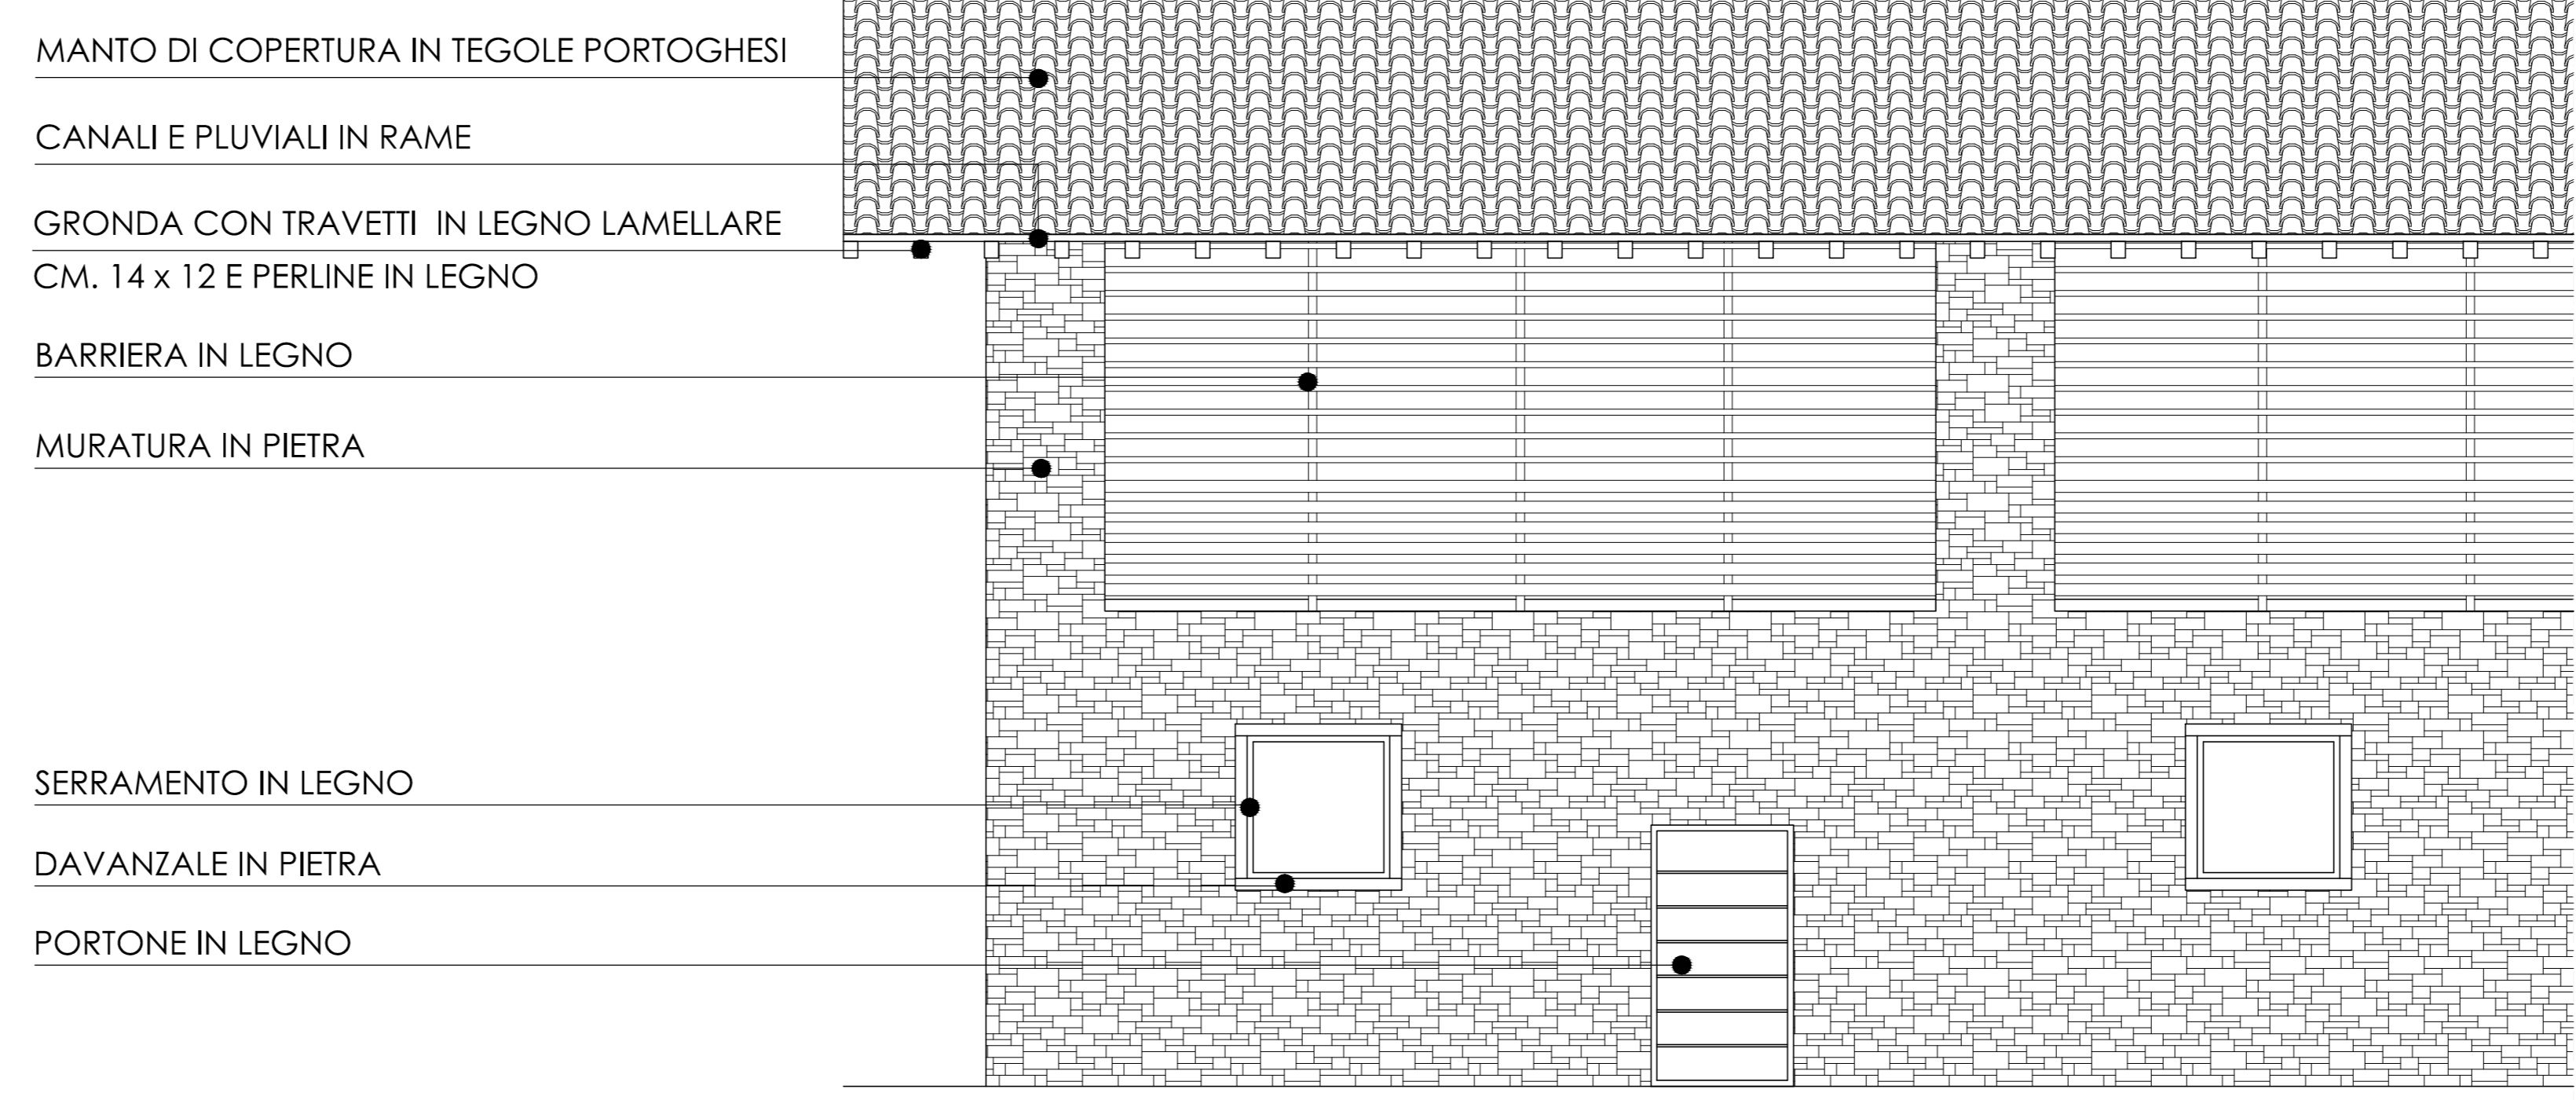 MANTO DI COPERTURA IN TEGOLE PORTOGHESI
CANALI E PLUVIALI IN RAME
GRONDA CON TRAVETTI IN LEGNO LAMELLARE
CM. 14 x 12 E PERLINE IN LEGNO
BARRIERA IN LEGNO
MURATURA IN PIETRA
SERRAMENTO IN LEGNO
DAVANZALE IN PIETRA
PORTONE IN LEGNO